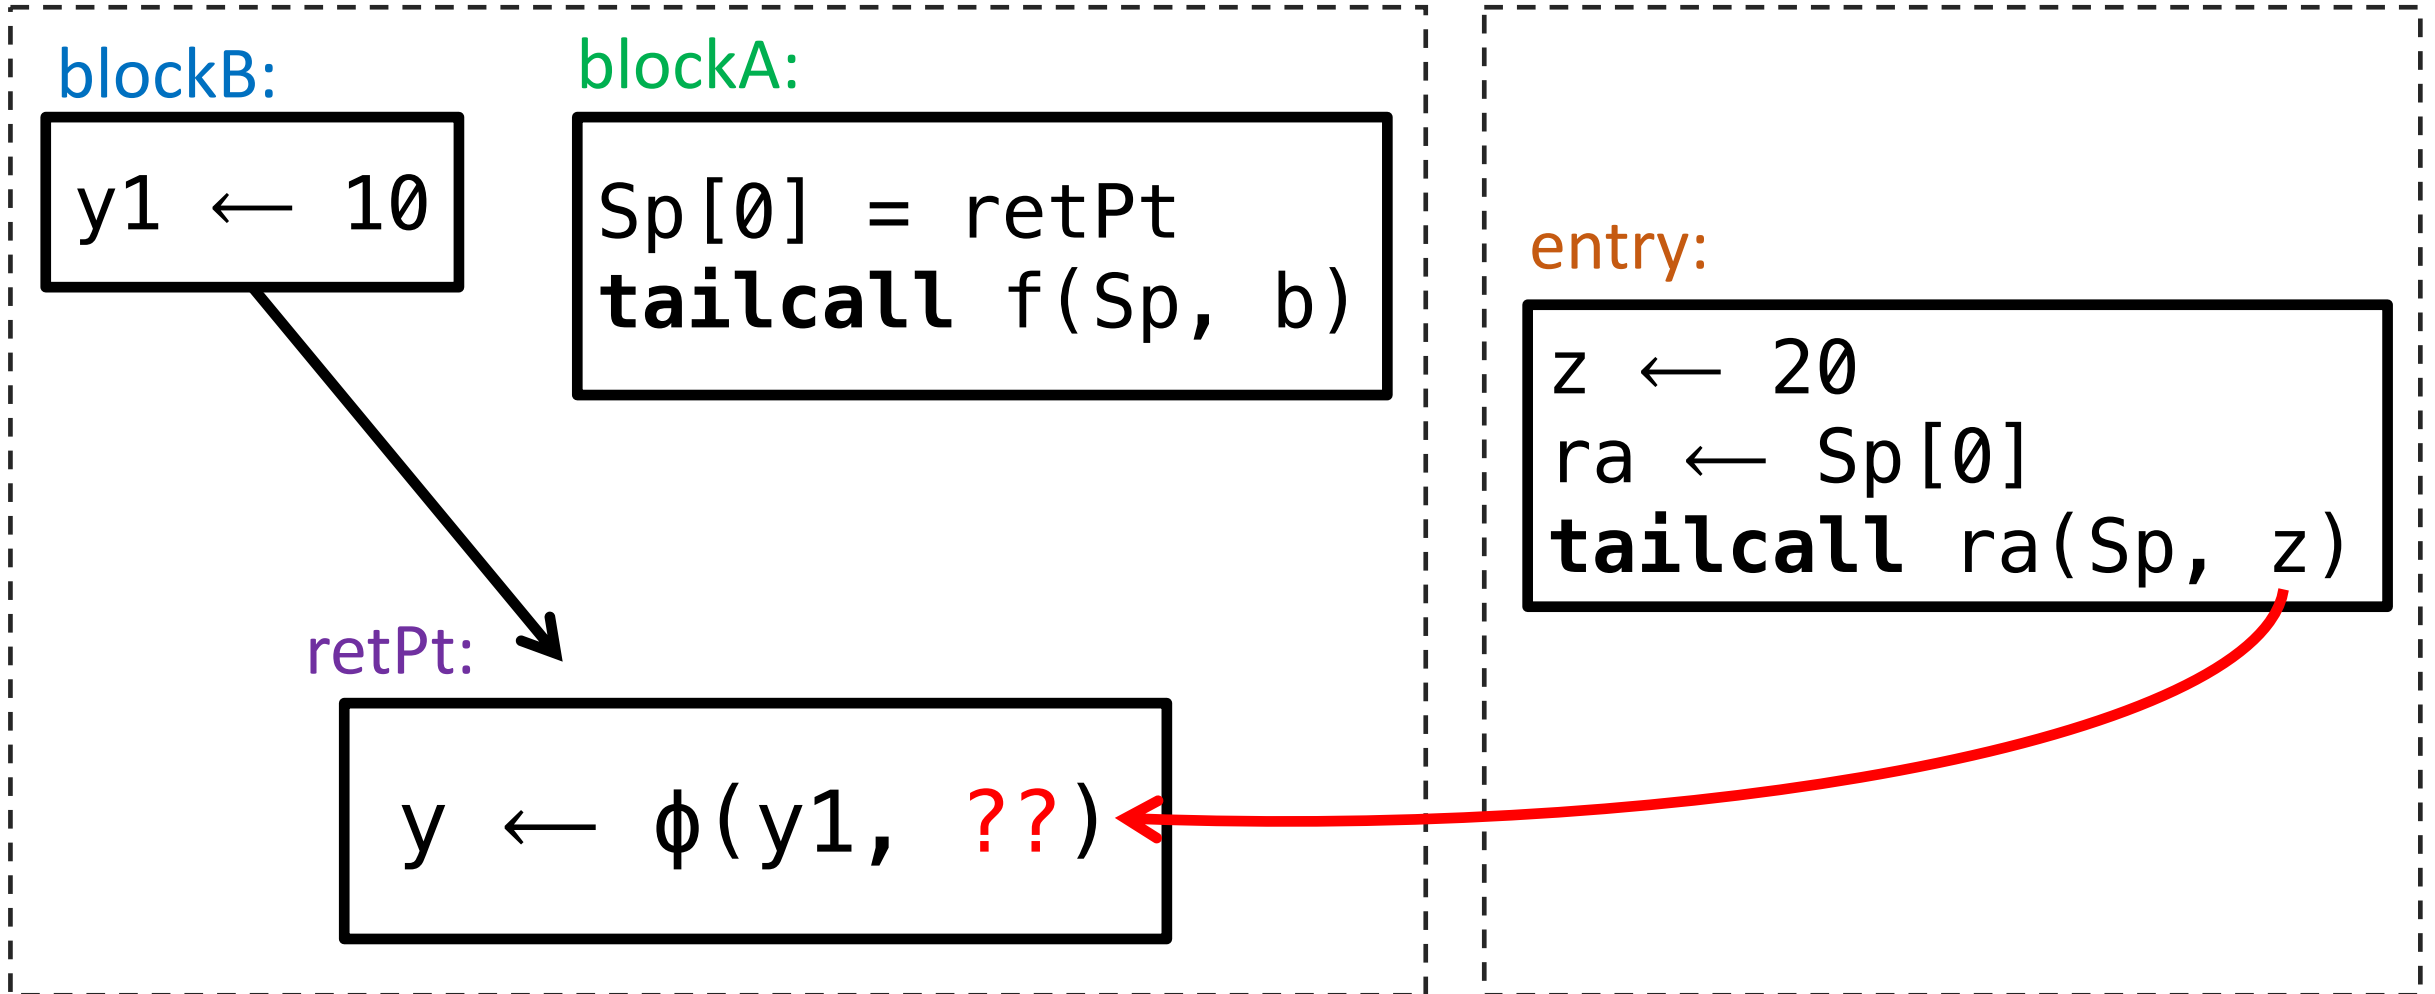 blockB:
y1 ← 10
blockA:
Sp[0] = retPt
tailcall f(Sp, b)
retPt:
y ← ϕ(y1, ??)
entry:
z ← 20
ra ← Sp[0]
tailcall ra(Sp, z)